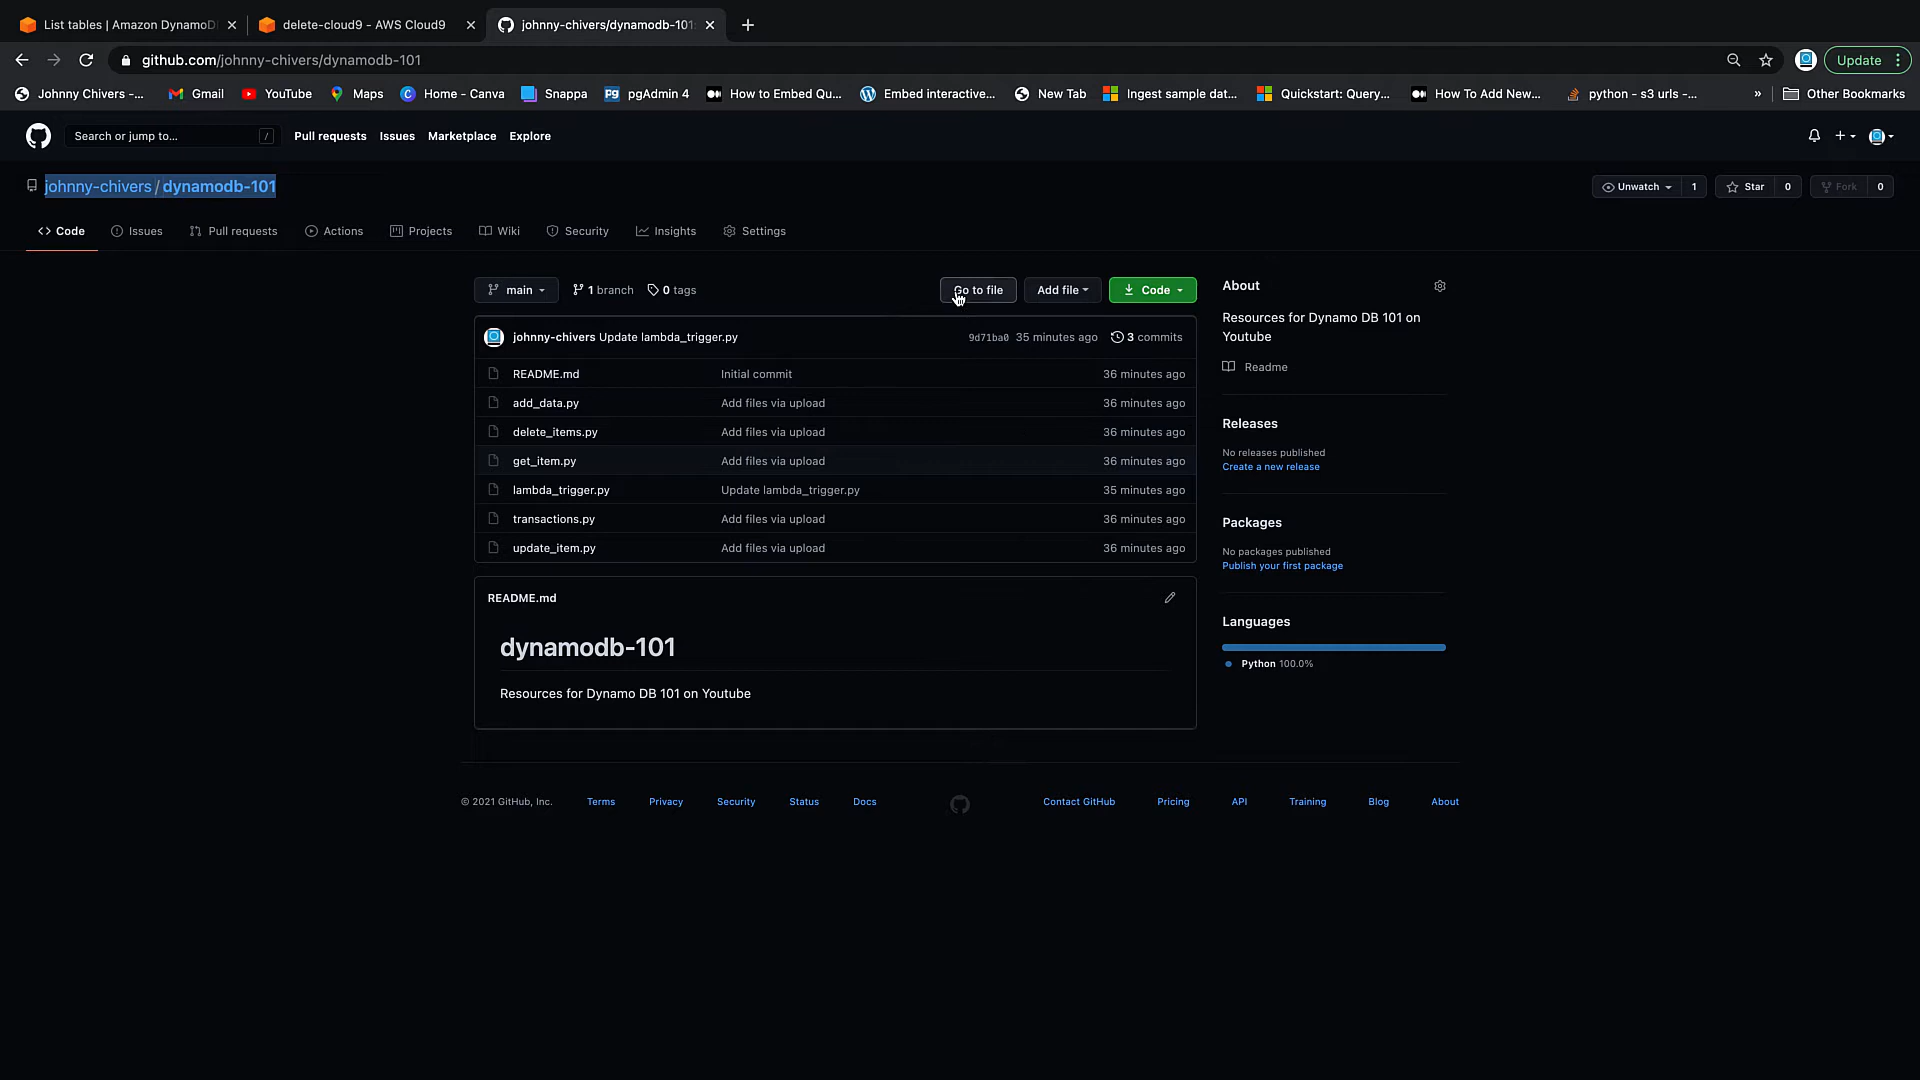 List tables | Amazon DynamoD
delete-cloud9 - AWS Cloud9
johnny-chivers/dynamodb-101
github.com/johnny-chivers/dynamodb-101
Update
Johnny Chivers -...
Gmail
YouTube
Maps
Home - Canva
Snappa
pgAdmin 4
How to Embed Qu...
Embed interactive...
New Tab
Ingest sample dat...
Quickstart: Query...
How To Add New...
python - s3 urls -...
»
Other Bookmarks
Search or jump to...
/
Pull requests
Issues
Marketplace
Explore
johnny-chivers / dynamodb-101
Unwatch
1
Star
0
Fork
0
Code
Issues
Pull requests
Actions
Projects
Wiki
Security
Insights
Settings
main
1 branch
0 tags
Go to file
Add file
Code
johnny-chivers Update lambda_trigger.py
9d71ba0 35 minutes ago
3 commits
README.md
Initial commit
36 minutes ago
add_data.py
Add files via upload
36 minutes ago
delete_items.py
Add files via upload
36 minutes ago
get_item.py
Add files via upload
36 minutes ago
lambda_trigger.py
Update lambda_trigger.py
35 minutes ago
transactions.py
Add files via upload
36 minutes ago
update_item.py
Add files via upload
36 minutes ago
README.md
dynamodb-101
Resources for Dynamo DB 101 on Youtube
About
Resources for Dynamo DB 101 on
Youtube
Readme
Releases
No releases published
Create a new release
Packages
No packages published
Publish your first package
Languages
Python 100.0%
© 2021 GitHub, Inc.
Terms
Privacy
Security
Status
Docs
Contact GitHub
Pricing
API
Training
Blog
About